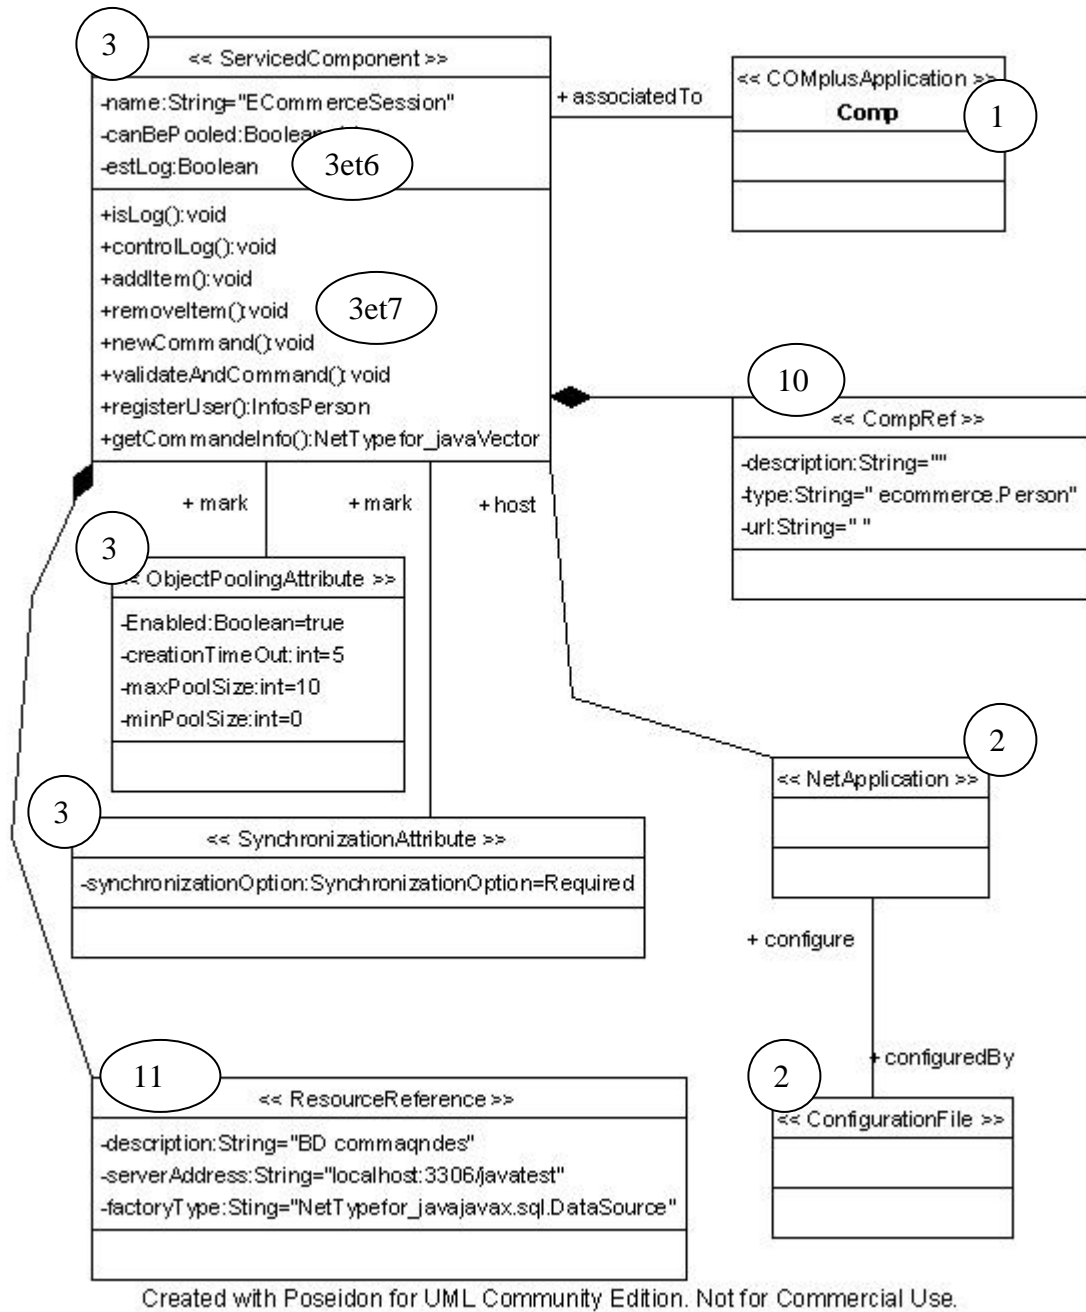 3
<< ServicedComponent >>
-name:String="ECommerceSession"
-canBePooled:Boolean
-estLog:Boolean
3et6
+isLog():void
+controlLog():void
+addItem():void
+removeItem():void
+newCommand():void
+validateAndCommand():void
+registerUser():InfosPerson
+getCommandeInfo():NetTypefor_javaVector
3et7
+ associatedTo
<< COMplusApplication >>
Comp
1
10
<< CompRef >>
-description:String=""
-type:String=" ecommerce.Person"
-url:String=" "
+ mark
+ mark
+ host
3
<< ObjectPoolingAttribute >>
-Enabled:Boolean=true
-creationTimeOut:int=5
-maxPoolSize:int=10
-minPoolSize:int=0
3
<< SynchronizationAttribute >>
-synchronizationOption:SynchronizationOption=Required
2
<< NetApplication >>
+ configure
+ configuredBy
2
<< ConfigurationFile >>
11
<< ResourceReference >>
-description:String="BD commaqndes"
-serverAddress:String="localhost:3306/javatest"
-factoryType:Sting="NetTypefor_javajavax.sql.DataSource"
Created with Poseidon for UML Community Edition. Not for Commercial Use.